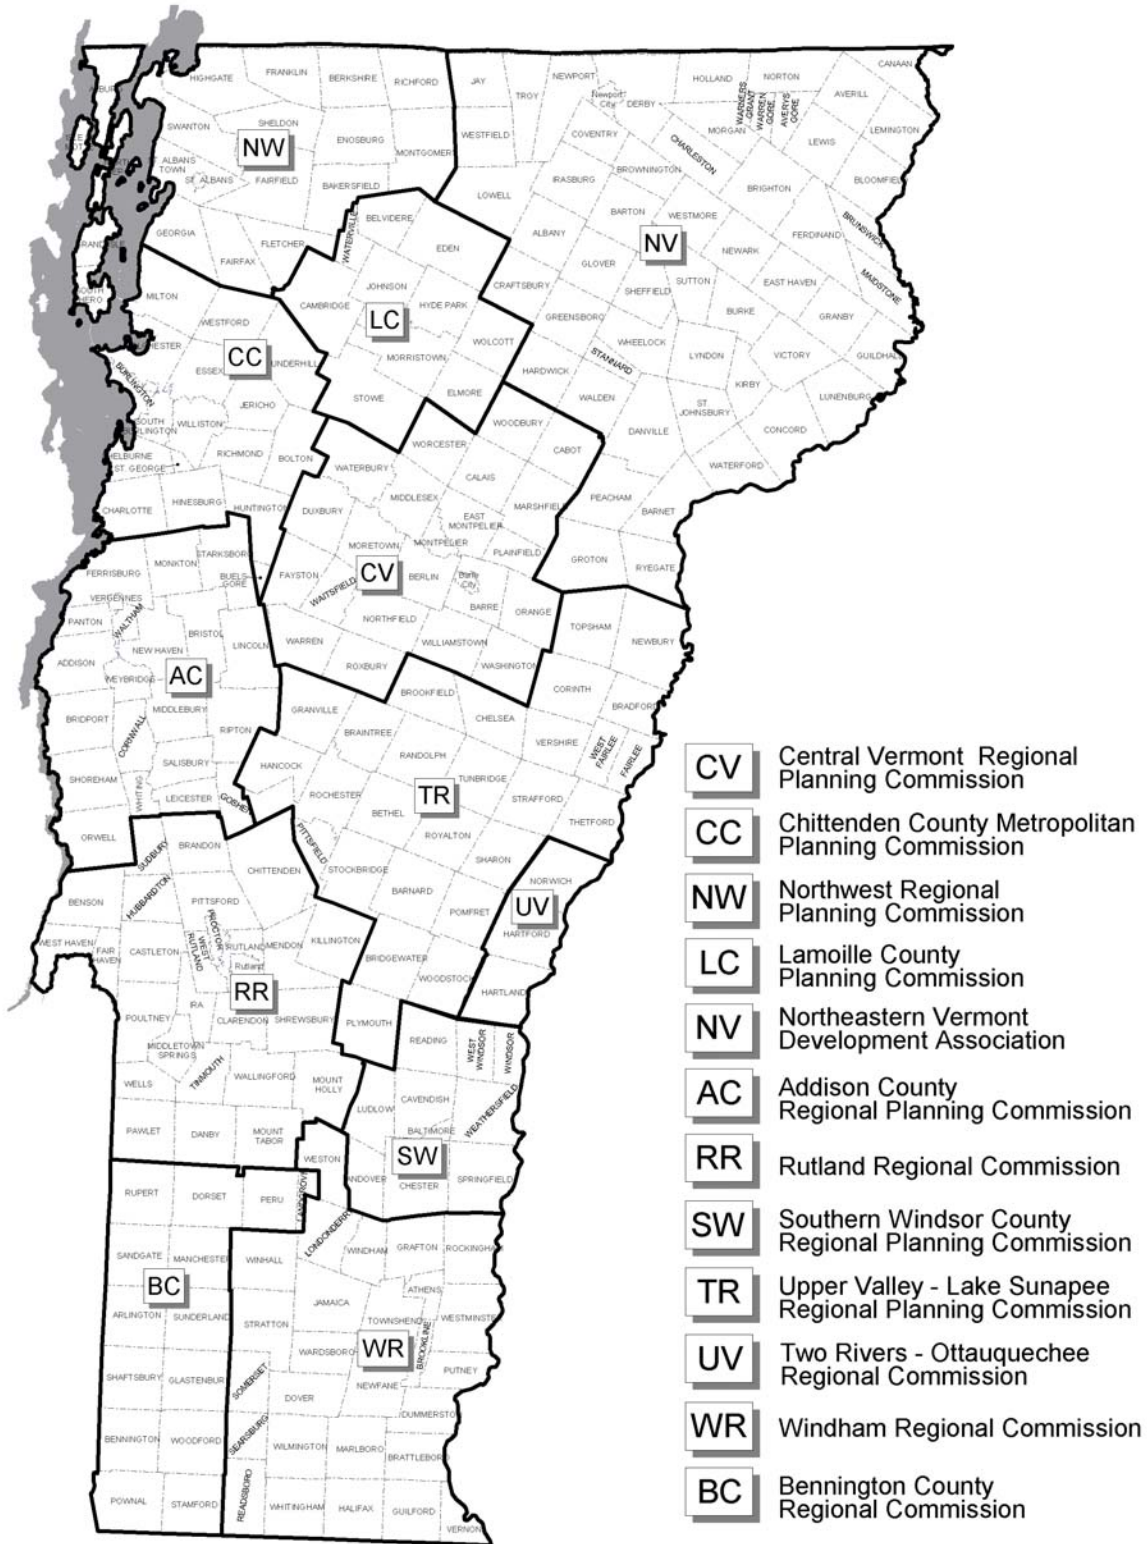 HIGHGATE
FRANKLIN
BERKSHIRE
RICHFORD
JAY
TROY
NEWPORT
Newport
City
DERBY
HOLLAND
NORTON
CANAAN
WARNERS
GRANT
WARREN
GORE
AVERYS
GORE
AVERILL
SWANTON
SHELDON
ENOSBURG
MONTGOMERY
WESTFIELD
COVENTRY
MORGAN
CHARLESTON
LEWIS
LEMINGTON
NW
ST ALBANS
TOWN
ST ALBANS
FAIRFIELD
BAKERSFIELD
LOWELL
IRASBURG
BROWNINGTON
BRIGHTON
BLOOMFIELD
GEORGIA
FLETCHER
FAIRFAX
WATERVILLE
BELVIDERE
EDEN
ALBANY
BARTON
WESTMORE
NV
NEWARK
FERDINAND
BRUNSWICK
MAIDSTONE
GLOVER
MILTON
WESTFORD
CAMBRIDGE
JOHNSON
HYDE PARK
LC
WOLCOTT
MORRISTOWN
STOWE
ELMORE
CRAFTSBURY
SHEFFIELD
SUTTON
EAST HAVEN
GREENSBORO
BURKE
GRANBY
WHEELOCK
STANNARD
LYNDON
VICTORY
GUILDHALL
HARDWICK
WALDEN
KIRBY
LUNENBURG
CC
ESSEX
UNDERHILL
BURLINGTON
JERICHO
SOUTH
BURLINGTON
WILLISTON
RICHMOND
BOLTON
ST. GEORGE
CHARLOTTE
HINESBURG
HUNTINGTON
WOODBURY
ST
JOHNSBURY
CONCORD
DANVILLE
WATERFORD
WORCESTER
CABOT
WATERBURY
CALAIS
MIDDLESEX
MARSHFIELD
PEACHAM
BARNET
DUXBURY
EAST
MONTPELIER
MORETOWN
MONTPELIER
PLAINFIELD
GROTON
RYEGATE
CV
FAYSTON
WAITSFIELD
BERLIN
Barre
City
BARRE
ORANGE
NORTHFIELD
WARREN
WILLIAMSTOWN
WASHINGTON
ROXBURY
TOPSHAM
NEWBURY
FERRISBURG
MONKTON
STARKSBORO
BUELS
GORE
VERGENNES
PANTON
WALTHAM
BRISTOL
NEW HAVEN
LINCOLN
ADDISON
WEYBRIDGE
AC
BRIDPORT
CORNWALL
MIDDLEBURY
RIPTON
SHOREHAM
SALISBURY
WHITING
LEICESTER
GOSHEN
ORWELL
BROOKFIELD
CORINTH
BRADFORD
GRANVILLE
CHELSEA
BRAINTREE
VERSHIRE
WEST
FAIRLEE
FAIRLEE
HANCOCK
RANDOLPH
TUNBRIDGE
ROCHESTER
TR
STRAFFORD
BETHEL
THETFORD
ROYALTON
SHARON
PITTSFIELD
STOCKBRIDGE
BARNARD
POMFRET
BRIDGEWATER
WOODSTOCK
NORWICH
UV
HARTFORD
HARTLAND
SUDBURY
BRANDON
CHITTENDEN
BENSON
HUBBARDTON
PITTSFORD
PROCTOR
WEST
RUTLAND
RUTLAND
Rutland
MENDON
KILLINGTON
WEST HAVEN
FAIR
HAVEN
CASTLETON
RR
IRA
POULTNEY
CLARENDON
SHREWSBURY
PLYMOUTH
MIDDLETOWN
SPRINGS
TINMOUTH
WALLINGFORD
MOUNT
HOLLY
WELLS
PAWLET
DANBY
MOUNT
TABOR
READING
WEST
WINDSOR
WINDSOR
LUDLOW
CAVENDISH
WEATHERSFIELD
BALTIMORE
SW
CHESTER
SPRINGFIELD
WESTON
RUPERT
DORSET
PERU
LANDGROVE
LONDONDERRY
SANDGATE
MANCHESTER
WINHALL
WINDHAM
GRAFTON
ROCKINGHAM
BC
ATHENS
JAMAICA
ARLINGTON
SUNDERLAND
STRATTON
TOWNSHEND
WESTMINSTER
WARDSBORO
WR
BROOKLINE
PUTNEY
SHAFTSBURY
GLASTENBURY
SOMERSET
DOVER
NEWFANE
DUMMERSTON
BENNINGTON
WOODFORD
SEARSBURG
WILMINGTON
MARLBORO
BRATTLEBORO
POWNAL
STAMFORD
READSBORO
WHITINGHAM
HALIFAX
GUILFORD
VERNON
CV Central Vermont Regional
Planning Commission
CC Chittenden County Metropolitan
Planning Commission
NW Northwest Regional
Planning Commission
LC Lamoille County
Planning Commission
NV Northeastern Vermont
Development Association
AC Addison County
Regional Planning Commission
RR Rutland Regional Commission
SW Southern Windsor County
Regional Planning Commission
TR Upper Valley - Lake Sunapee
Regional Planning Commission
UV Two Rivers - Ottauquechee
Regional Commission
WR Windham Regional Commission
BC Bennington County
Regional Commission